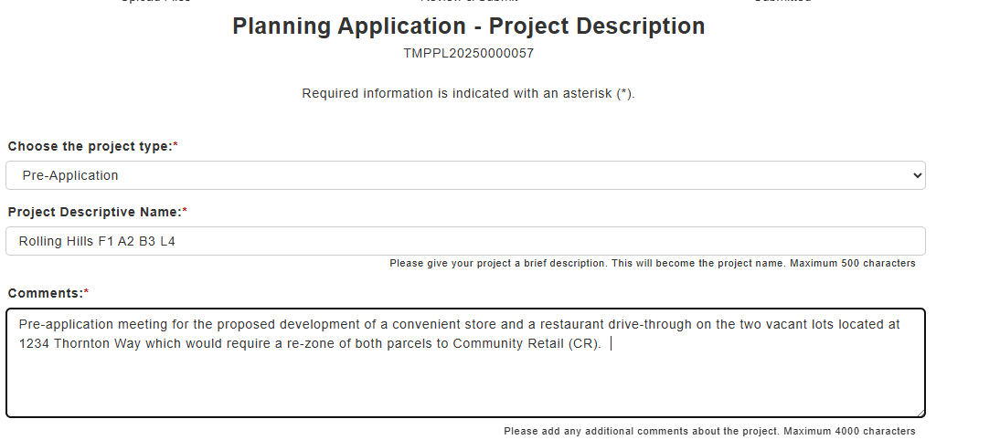 Planning Application - Project Description
TMPPL20250000057
Required information is indicated with an asterisk (*).
Choose the project type:*
Pre-Application
Project Descriptive Name:*
Rolling Hills F1 A2 B3 L4
Please give your project a brief description. This will become the project name. Maximum 500 characters
Comments:*
Pre-application meeting for the proposed development of a convenient store and a restaurant drive-through on the two vacant lots located at
1234 Thornton Way which would require a re-zone of both parcels to Community Retail (CR).
Please add any additional comments about the project. Maximum 4000 characters